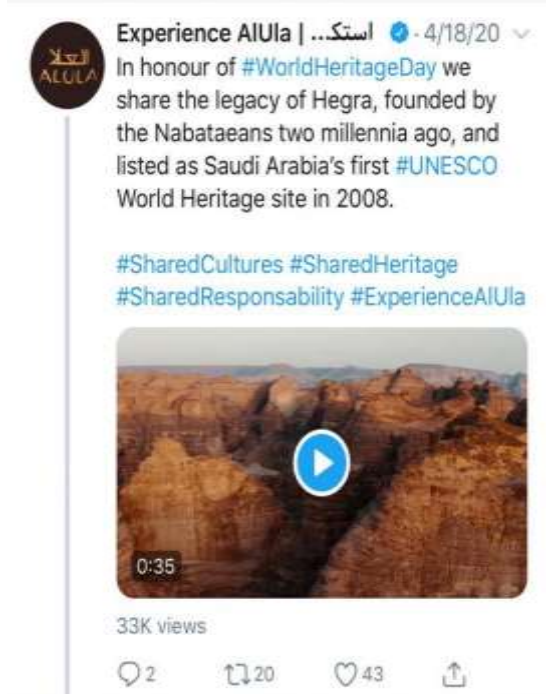 Experience AlUla | ...استك · 4/18/20
العلا
ALULA
In honour of #WorldHeritageDay we
share the legacy of Hegra, founded by
the Nabataeans two millennia ago, and
listed as Saudi Arabia's first #UNESCO
World Heritage site in 2008.
#SharedCultures #SharedHeritage
#SharedResponsability #ExperienceAlUla
0:35
33K views
2 20 43